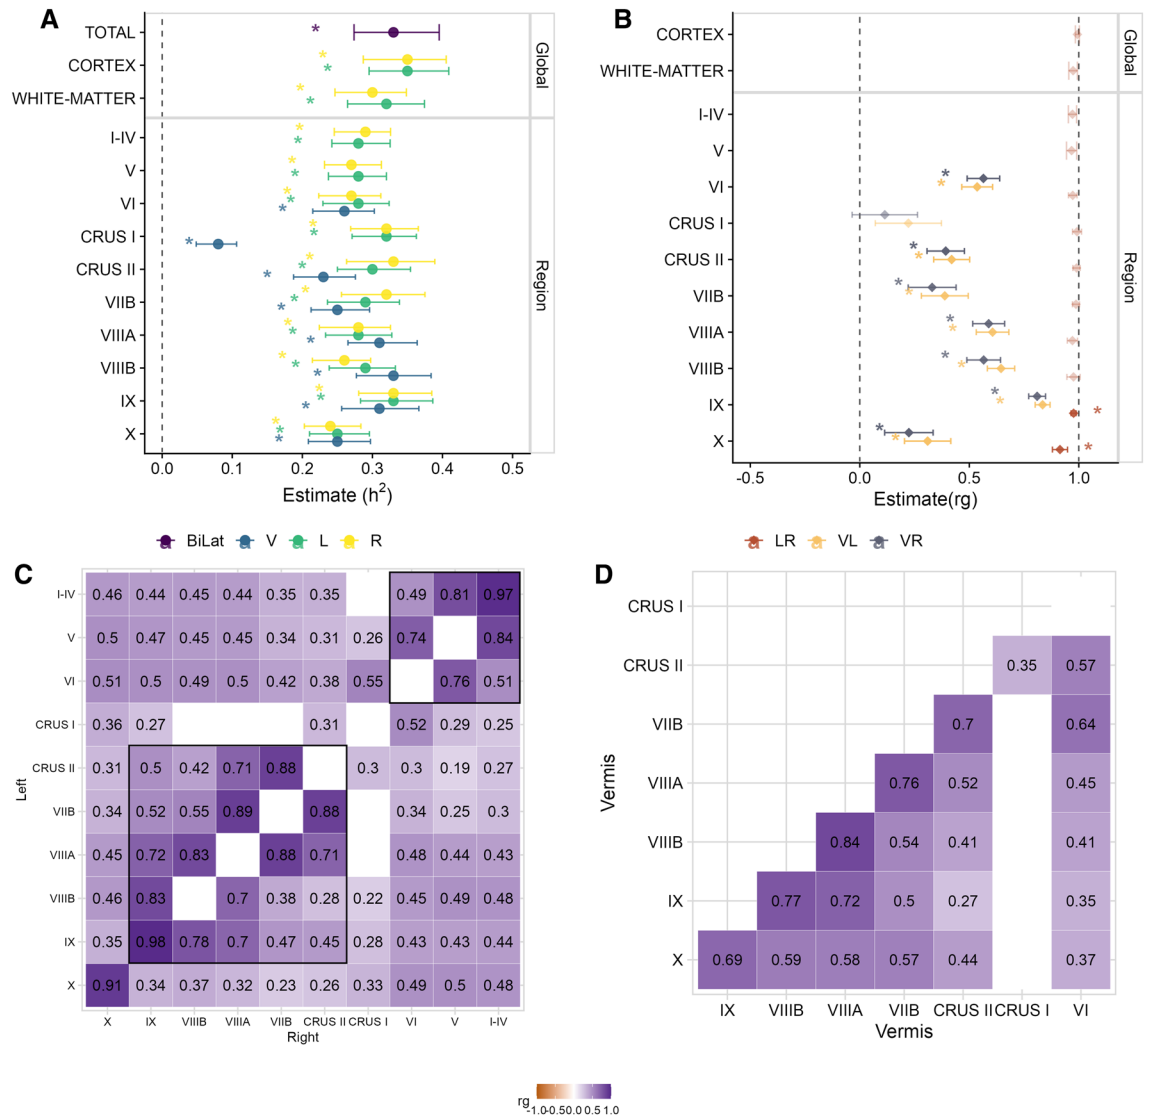 A
TOTAL
*
CORTEX
*
*
WHITE-MATTER
*
*
Global
I-IV
*
*
V
*
*
VI
*
*
*
CRUS I
*
*
*
CRUS II
*
*
*
VIIB
*
*
*
VIIIA
*
*
*
VIIIB
*
*
*
IX
*
*
*
X
*
*
*
Region
0.0 0.1 0.2 0.3 0.4 0.5
Estimate (h²)
a BiLat a V a L a R
B
CORTEX
WHITE-MATTER
Global
I-IV
V
VI
*
*
CRUS I
CRUS II
*
*
VIIB
*
*
VIIIA
*
*
VIIIB
*
*
IX
*
*
*
X
*
*
*
Region
-0.5 0.0 0.5 1.0
Estimate(rg)
a LR a VL a VR
C
Left
I-IV 0.46 0.44 0.45 0.44 0.35 0.35 0.49 0.81 0.97
V 0.5 0.47 0.45 0.45 0.34 0.31 0.26 0.74 0.84
VI 0.51 0.5 0.49 0.5 0.42 0.38 0.55 0.76 0.51
CRUS I 0.36 0.27 0.31 0.52 0.29 0.25
CRUS II 0.31 0.5 0.42 0.71 0.88 0.3 0.3 0.19 0.27
VIIB 0.34 0.52 0.55 0.89 0.88 0.34 0.25 0.3
VIIIA 0.45 0.72 0.83 0.88 0.71 0.48 0.44 0.43
VIIIB 0.46 0.83 0.7 0.38 0.28 0.22 0.45 0.49 0.48
IX 0.35 0.98 0.78 0.7 0.47 0.45 0.28 0.43 0.43 0.44
X 0.91 0.34 0.37 0.32 0.23 0.26 0.33 0.49 0.5 0.48
X IX VIIIB VIIIA VIIB CRUS II CRUS I VI V I-IV
Right
D
Vermis
CRUS I
CRUS II 0.35 0.57
VIIB 0.7 0.64
VIIIA 0.76 0.52 0.45
VIIIB 0.84 0.54 0.41 0.41
IX 0.77 0.72 0.5 0.27 0.35
X 0.69 0.59 0.58 0.57 0.44 0.37
IX VIIIB VIIIA VIIB CRUS II CRUS I VI
Vermis
rg
-1.0-0.50.0 0.5 1.0